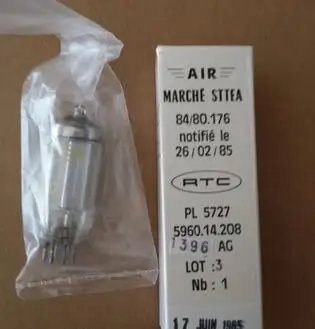 AIR
MARCHÉ STTEA
84/80.176
notifié le
26/02/85
RTC
PL 5727
5960.14.208
1396 AG
LOT : 3
Nb : 1
17 JUIN 1985